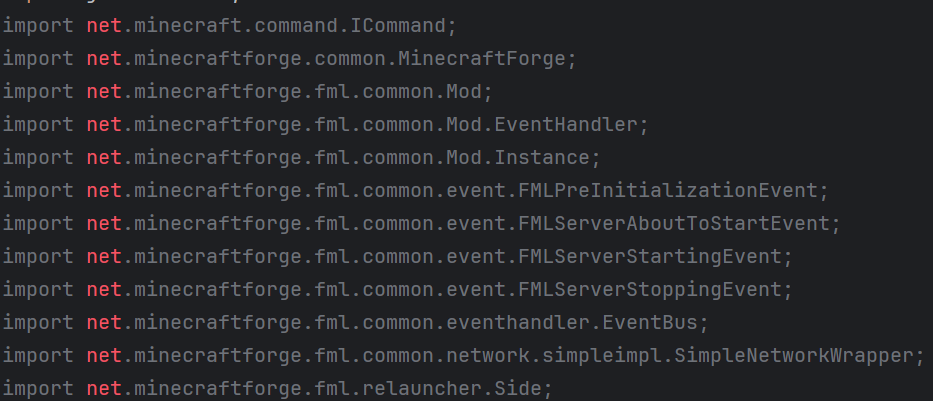 import net.minecraft.command.ICommand;
import net.minecraftforge.common.MinecraftForge;
import net.minecraftforge.fml.common.Mod;
import net.minecraftforge.fml.common.Mod.EventHandler;
import net.minecraftforge.fml.common.Mod.Instance;
import net.minecraftforge.fml.common.event.FMLPreInitializationEvent;
import net.minecraftforge.fml.common.event.FMLServerAboutToStartEvent;
import net.minecraftforge.fml.common.event.FMLServerStartingEvent;
import net.minecraftforge.fml.common.event.FMLServerStoppingEvent;
import net.minecraftforge.fml.common.eventhandler.EventBus;
import net.minecraftforge.fml.common.network.simpleimpl.SimpleNetworkWrapper;
import net.minecraftforge.fml.relauncher.Side;